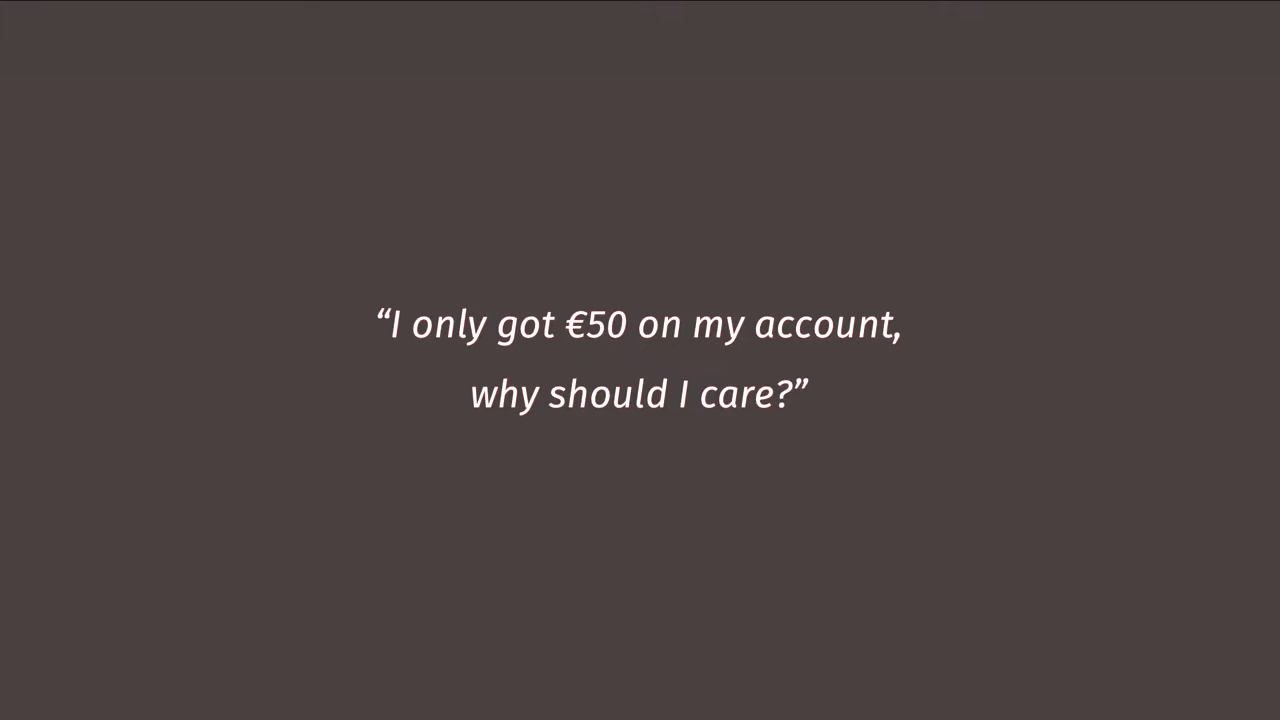 “I only got €50 on my account,
why should I care?”